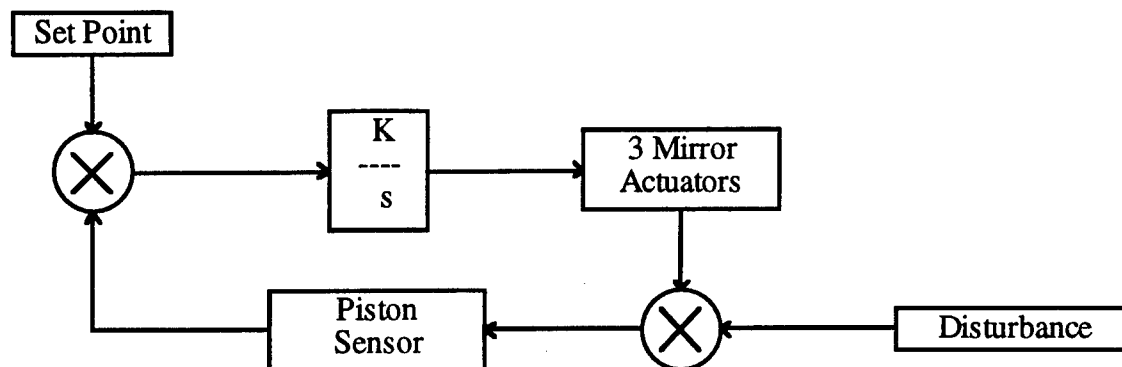 Set Point
K
----
s
3 Mirror
Actuators
Piston
Sensor
Disturbance